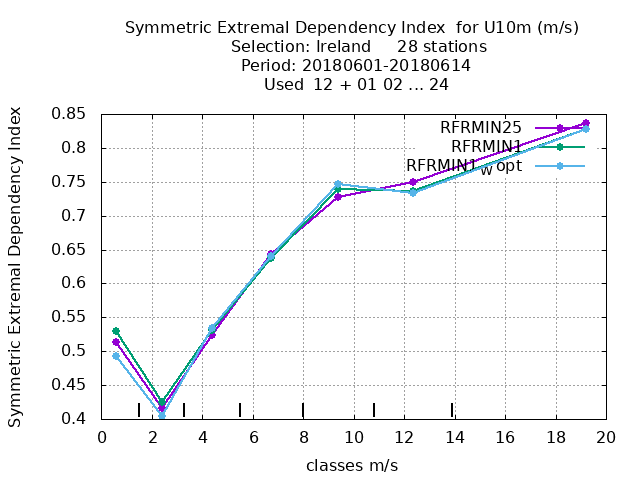 Symmetric Extremal Dependency Index for U10m (m/s)
Selection: Ireland 28 stations
Period: 20180601-20180614
Used 12 + 01 02 ... 24
Symmetric Extremal Dependency Index
0.85
0.8
0.75
0.7
0.65
0.6
0.55
0.5
0.45
0.4
RFRMIN25
RFRMIN1
RFRMIN1wopt
0 2 4 6 8 10 12 14 16 18 20
classes m/s